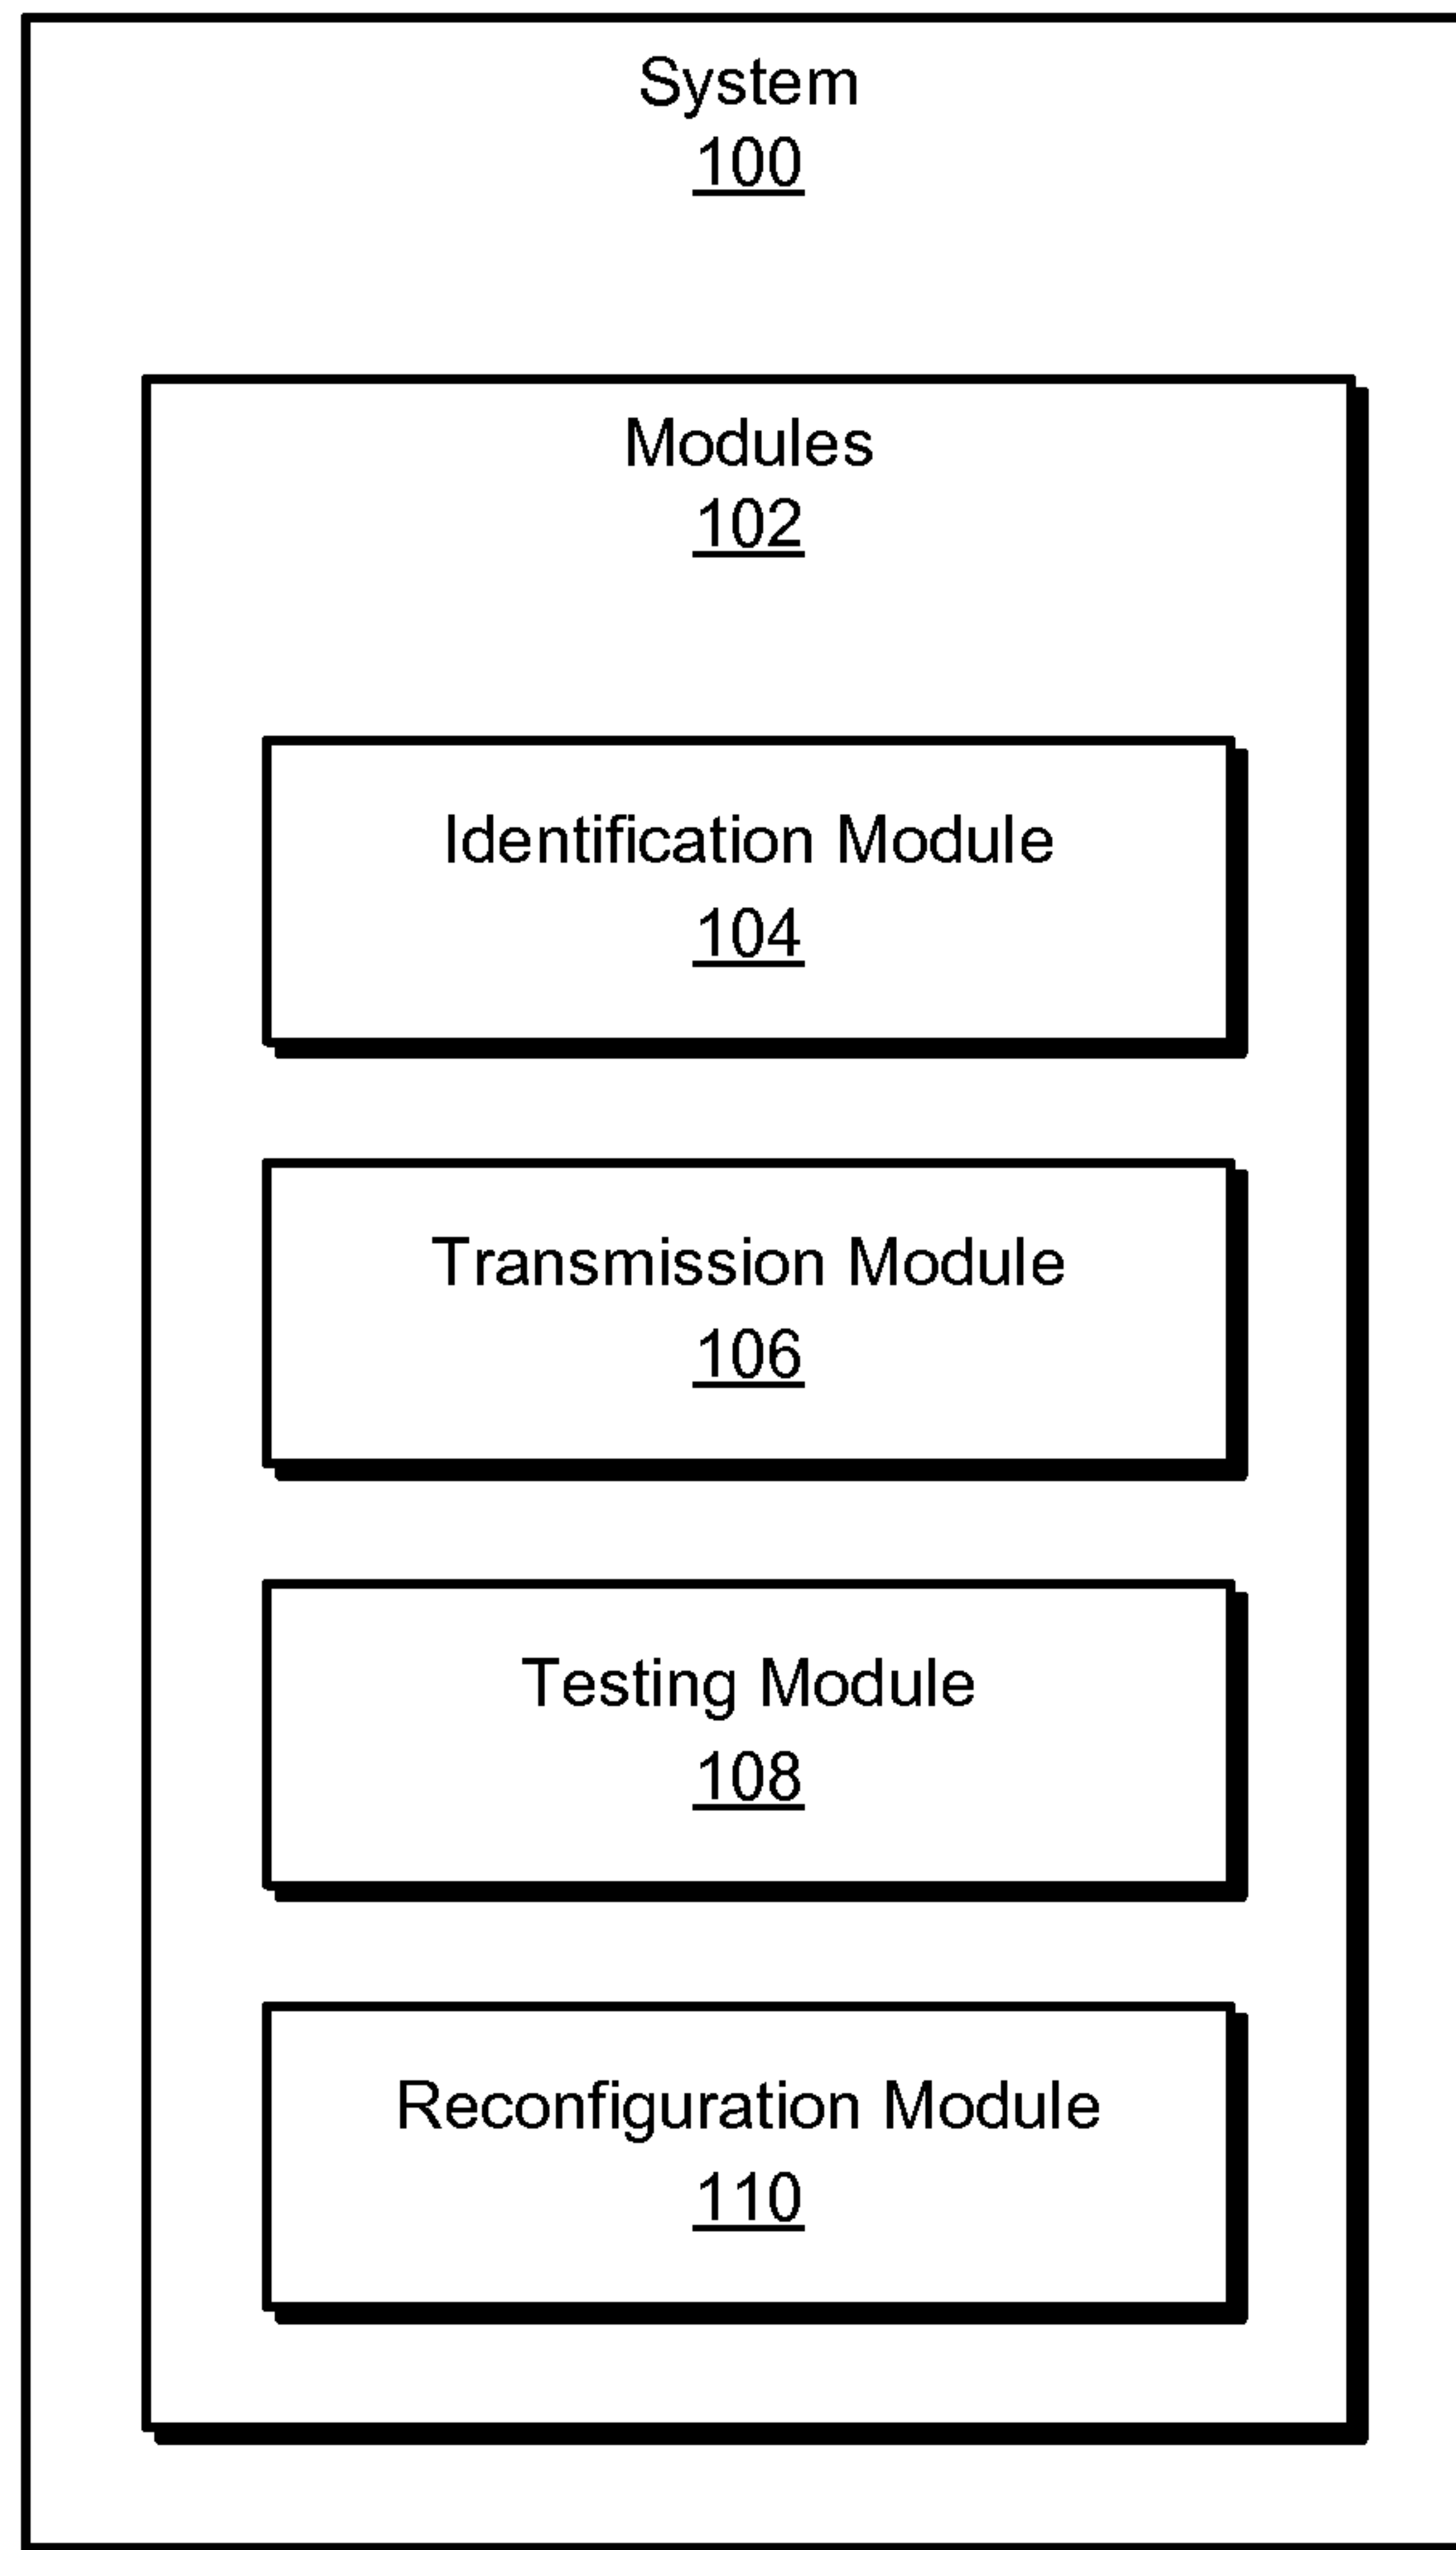 System
100
Modules
102
Identification Module
104
Transmission Module
106
Testing Module
108
Reconfiguration Module
110